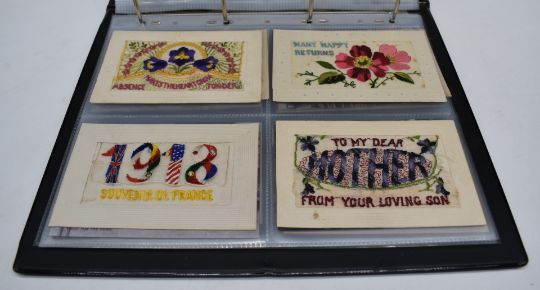 ABSENCE MAKES THE HEART GROW FONDER
MANY HAPPY
RETURNS
1918
SOUVENIR DE FRANCE
TO MY DEAR
MOTHER
FROM YOUR LOVING SON